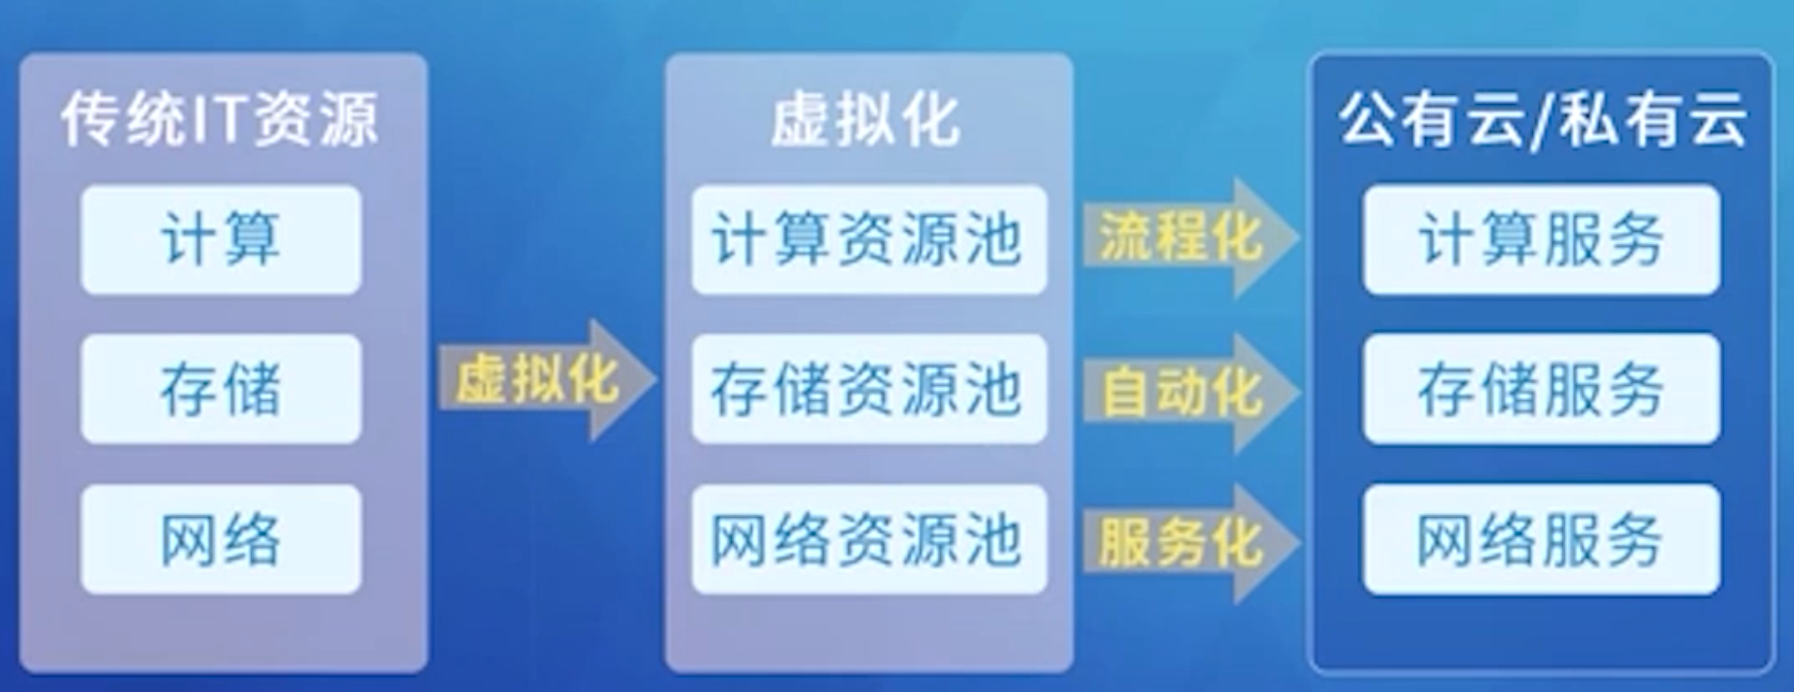 传统IT资源
计算
存储
网络
虚拟化
虚拟化
计算资源池
存储资源池
网络资源池
流程化
自动化
服务化
公有云/私有云
计算服务
存储服务
网络服务